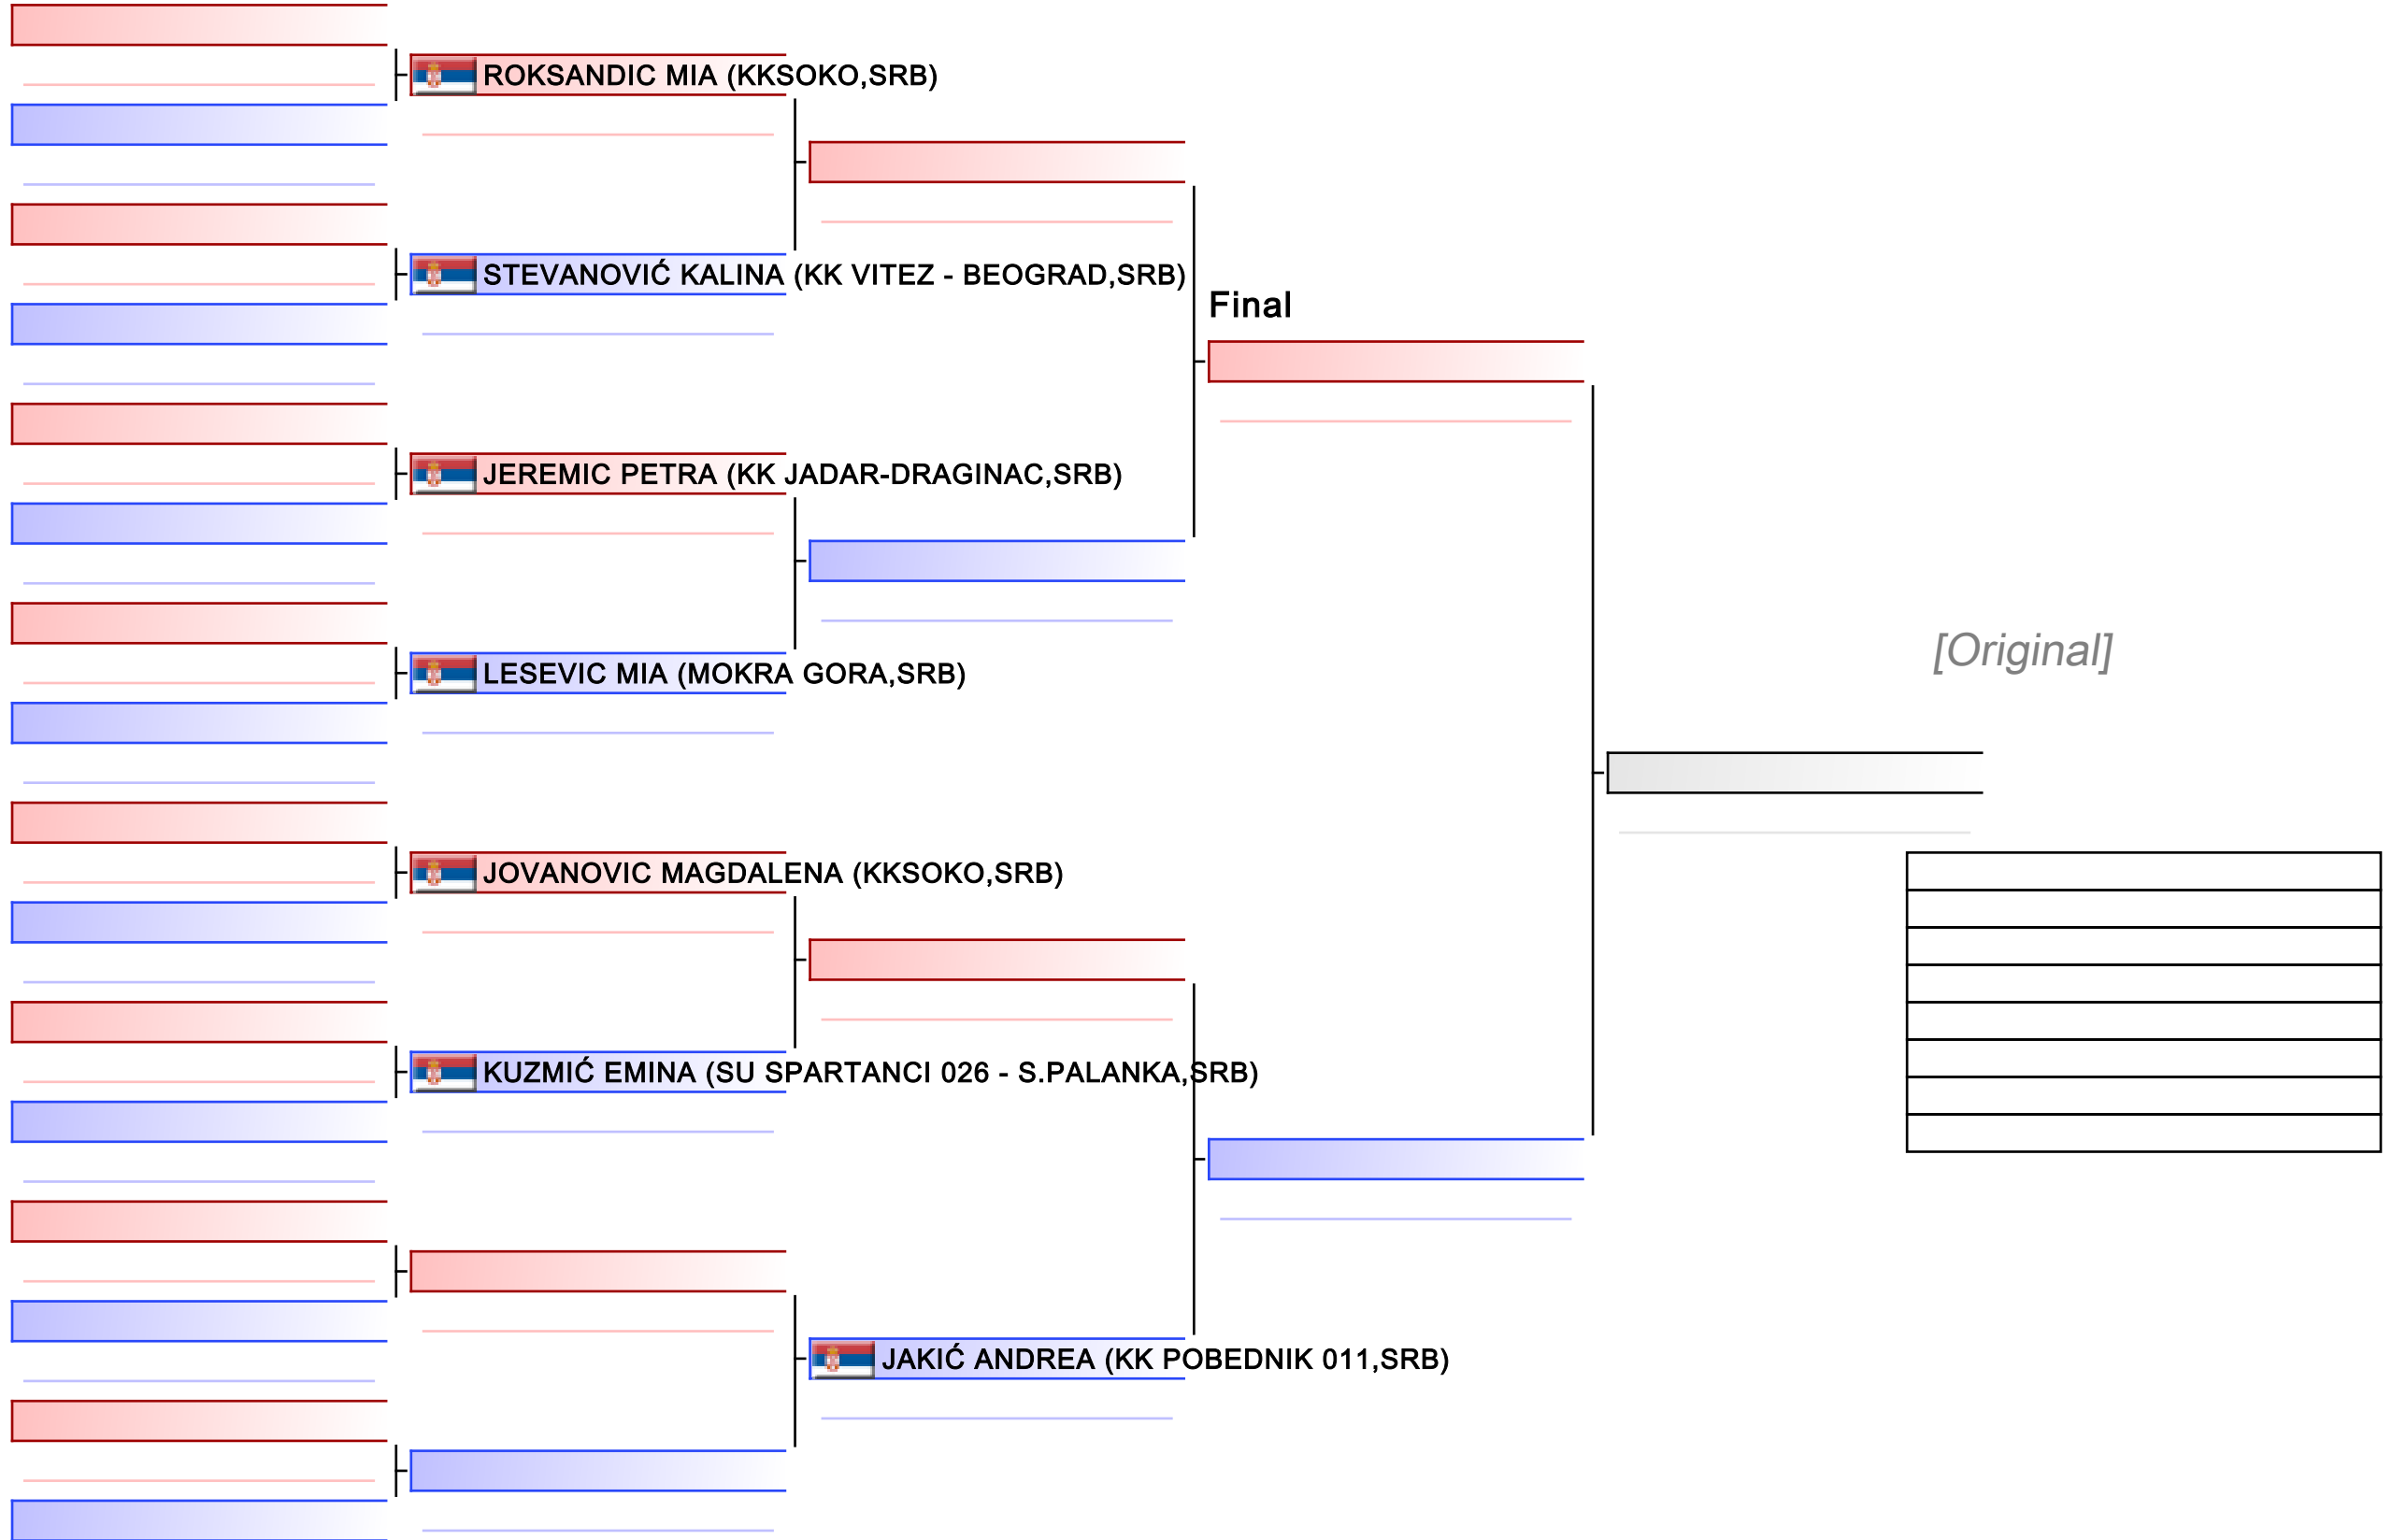 ROKSANDIC MIA (KKSOKO,SRB)
STEVANOVIĆ KALINA (KK VITEZ - BEOGRAD,SRB)
Final
JEREMIC PETRA (KK JADAR-DRAGINAC,SRB)
LESEVIC MIA (MOKRA GORA,SRB)
[Original]
JOVANOVIC MAGDALENA (KKSOKO,SRB)
KUZMIĆ EMINA (SU SPARTANCI 026 - S.PALANKA,SRB)
JAKIĆ ANDREA (KK POBEDNIK 011,SRB)